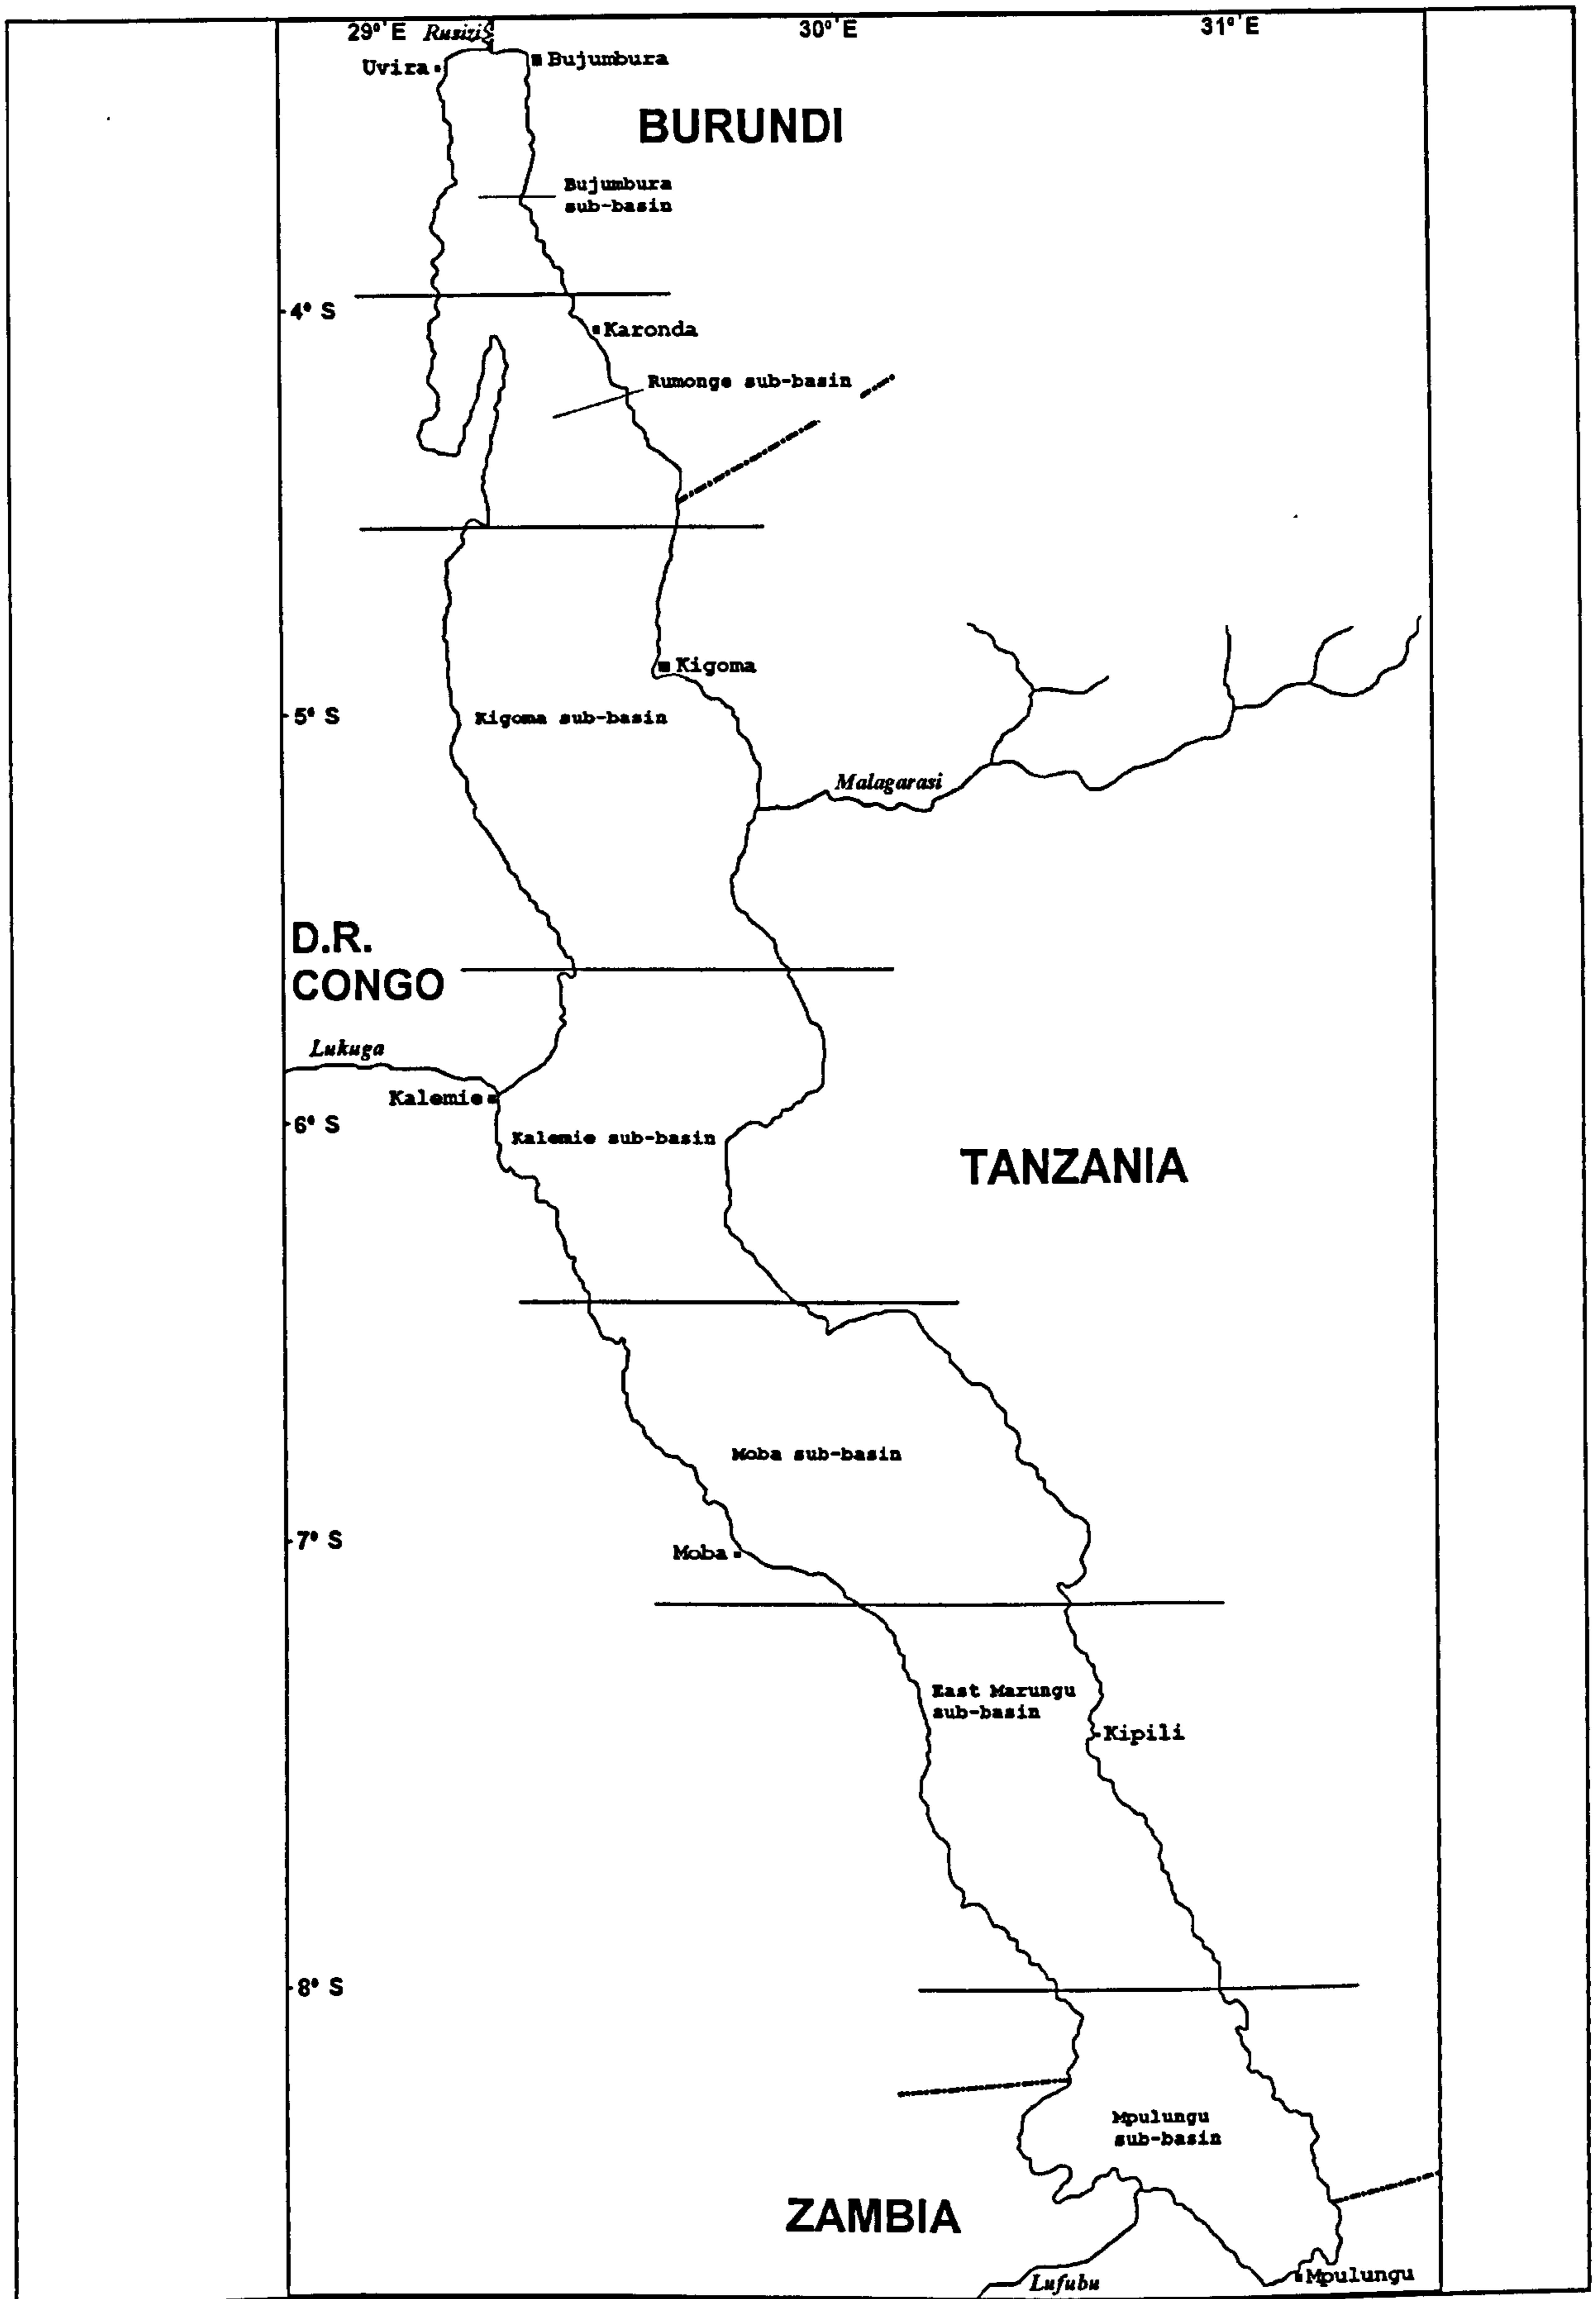 29° E Rusizi 30° E 31° E
Uvira Bujumbura
BURUNDI
Bujumbura
sub-basin
4° S
Karonda
Rumonge sub-basin
Kigoma
5° S
Kigoma sub-basin
Malagarasi
D.R.
CONGO
Lukuga
Kalemie
6° S
Kalemie sub-basin
TANZANIA
Moba sub-basin
7° S
Moba
East Marungu
sub-basin
Kipili
8° S
Mpulungu
sub-basin
ZAMBIA
Lufubu
Mpulungu